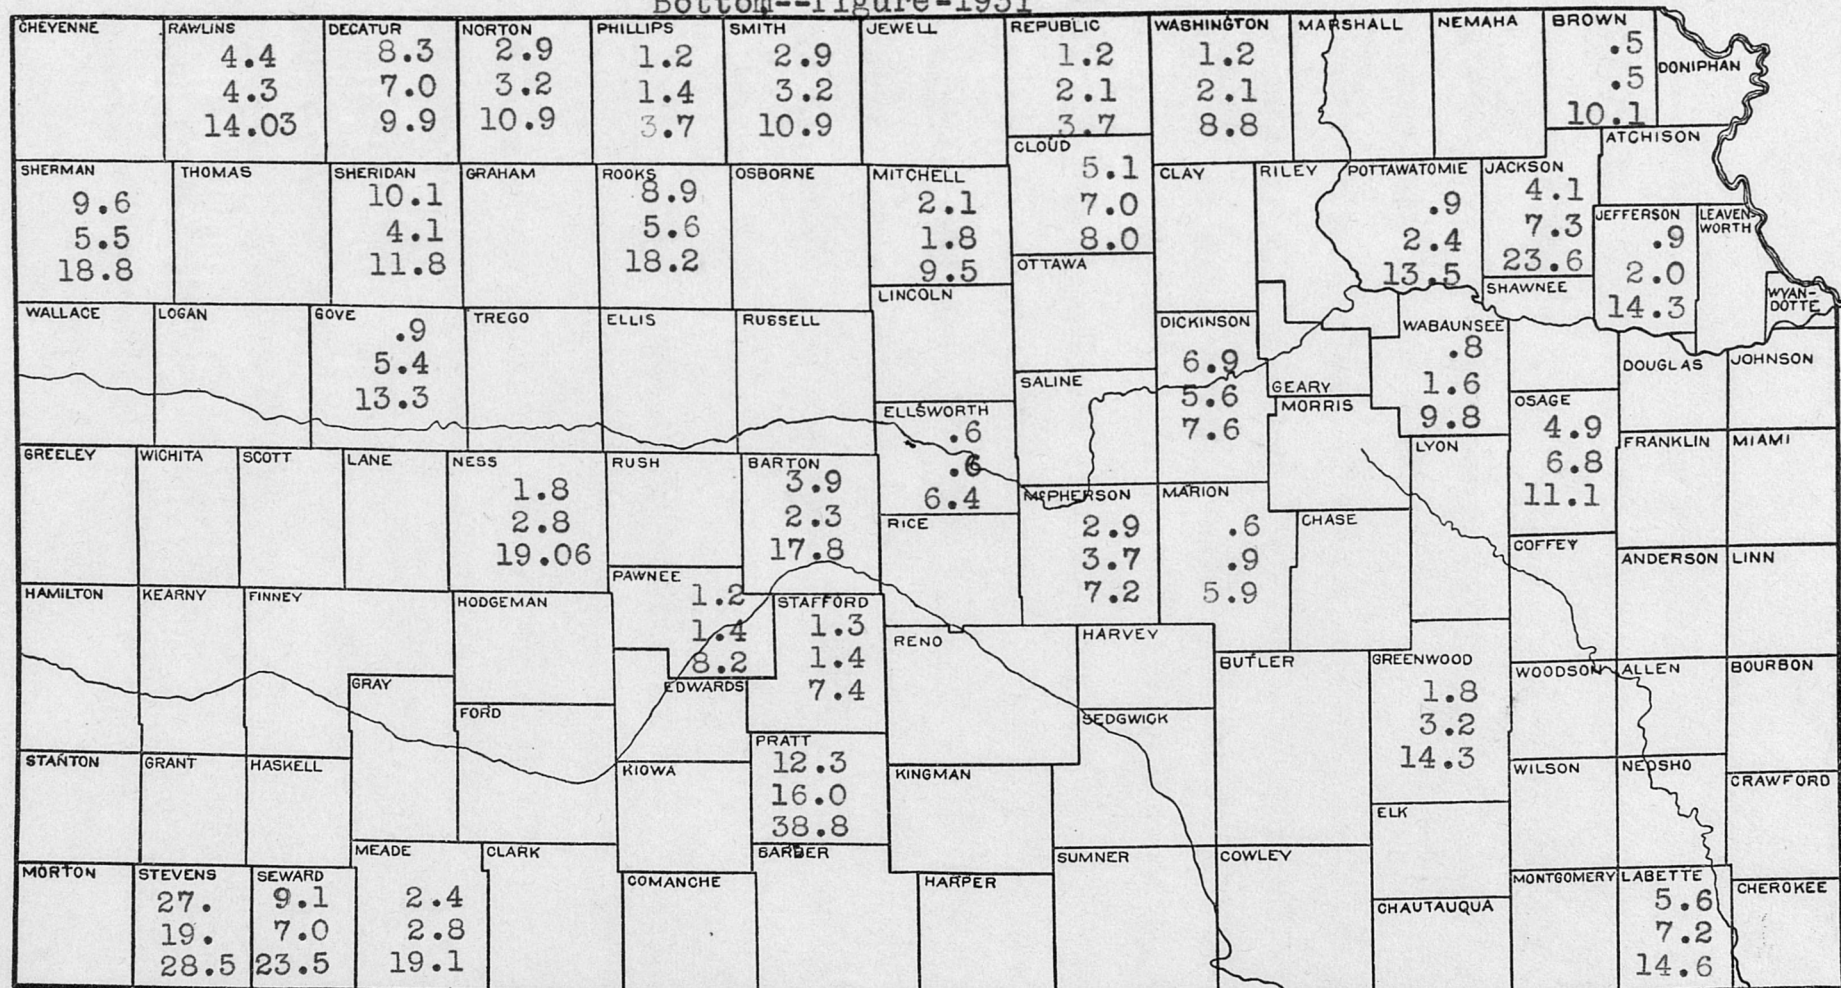 Bottom--Figure-1931
CHEYENNE
RAWLINS
4.4
4.3
14.03
DECATUR
8.3
7.0
9.9
NORTON
2.9
3.2
10.9
PHILLIPS
1.2
1.4
3.7
SMITH
2.9
3.2
10.9
JEWELL
REPUBLIC
1.2
2.1
3.7
WASHINGTON
1.2
2.1
8.8
MARSHALL
NEMAHA
BROWN
.5
.5
10.1
DONIPHAN
CLOUD
5.1
7.0
8.0
ATCHISON
SHERMAN
9.6
5.5
18.8
THOMAS
SHERIDAN
10.1
4.1
11.8
GRAHAM
ROOKS
8.9
5.6
18.2
OSBORNE
MITCHELL
2.1
1.8
9.5
CLAY
RILEY
POTTAWATOMIE
.9
2.4
13.5
JACKSON
4.1
7.3
23.6
JEFFERSON
.9
2.0
14.3
LEAVEN-
WORTH
OTTAWA
LINCOLN
SHAWNEE
WYAN-
DOTTE
WALLACE
LOGAN
GOVE
.9
5.4
13.3
TREGO
ELLIS
RUSSELL
DICKINSON
6.9
5.6
7.6
WABAUNSEE
.8
1.6
9.8
DOUGLAS
JOHNSON
SALINE
GEARY
MORRIS
OSAGE
4.9
6.8
11.1
ELLSWORTH
.6
.6
6.4
FRANKLIN
MIAMI
LYON
GREELEY
WICHITA
SCOTT
LANE
NESS
1.8
2.8
19.06
RUSH
BARTON
3.9
2.3
17.8
RICE
McPHERSON
2.9
3.7
7.2
MARION
.6
.9
5.9
CHASE
COFFEY
ANDERSON
LINN
PAWNEE
1.2
1.4
8.2
HAMILTON
KEARNY
FINNEY
HODGEMAN
STAFFORD
1.3
1.4
7.4
RENO
HARVEY
BUTLER
GREENWOOD
1.8
3.2
14.3
WOODSON
ALLEN
BOURBON
GRAY
EDWARDS
FORD
SEDGWICK
PRATT
12.3
16.0
38.8
STANTON
GRANT
HASKELL
KIOWA
KINGMAN
WILSON
NEOSHO
CRAWFORD
ELK
MEADE
2.4
2.8
19.1
CLARK
BARBER
SUMNER
COWLEY
MORTON
STEVENS
27.
19.
28.5
SEWARD
9.1
7.0
23.5
COMANCHE
HARPER
CHAUTAUQUA
MONTGOMERY
LABETTE
5.6
7.2
14.6
CHEROKEE